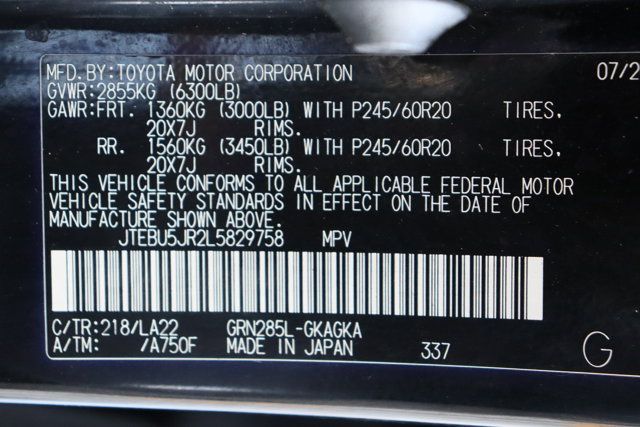 MFD.BY:TOYOTA MOTOR CORPORATION 07/2
GVWR:2855KG (6300LB)
GAWR:FRT. 1360KG (3000LB) WITH P245/60R20 TIRES,
20X7J RIMS.
RR. 1560KG (3450LB) WITH P245/60R20 TIRES,
20X7J RIMS.
THIS VEHICLE CONFORMS TO ALL APPLICABLE FEDERAL MOTOR
VEHICLE SAFETY STANDARDS IN EFFECT ON THE DATE OF
MANUFACTURE SHOWN ABOVE.
JTEBU5JR2L5829758 MPV
C/TR:218/LA22 GRN285L-GKAGKA
A/TM: /A750F MADE IN JAPAN 337 G